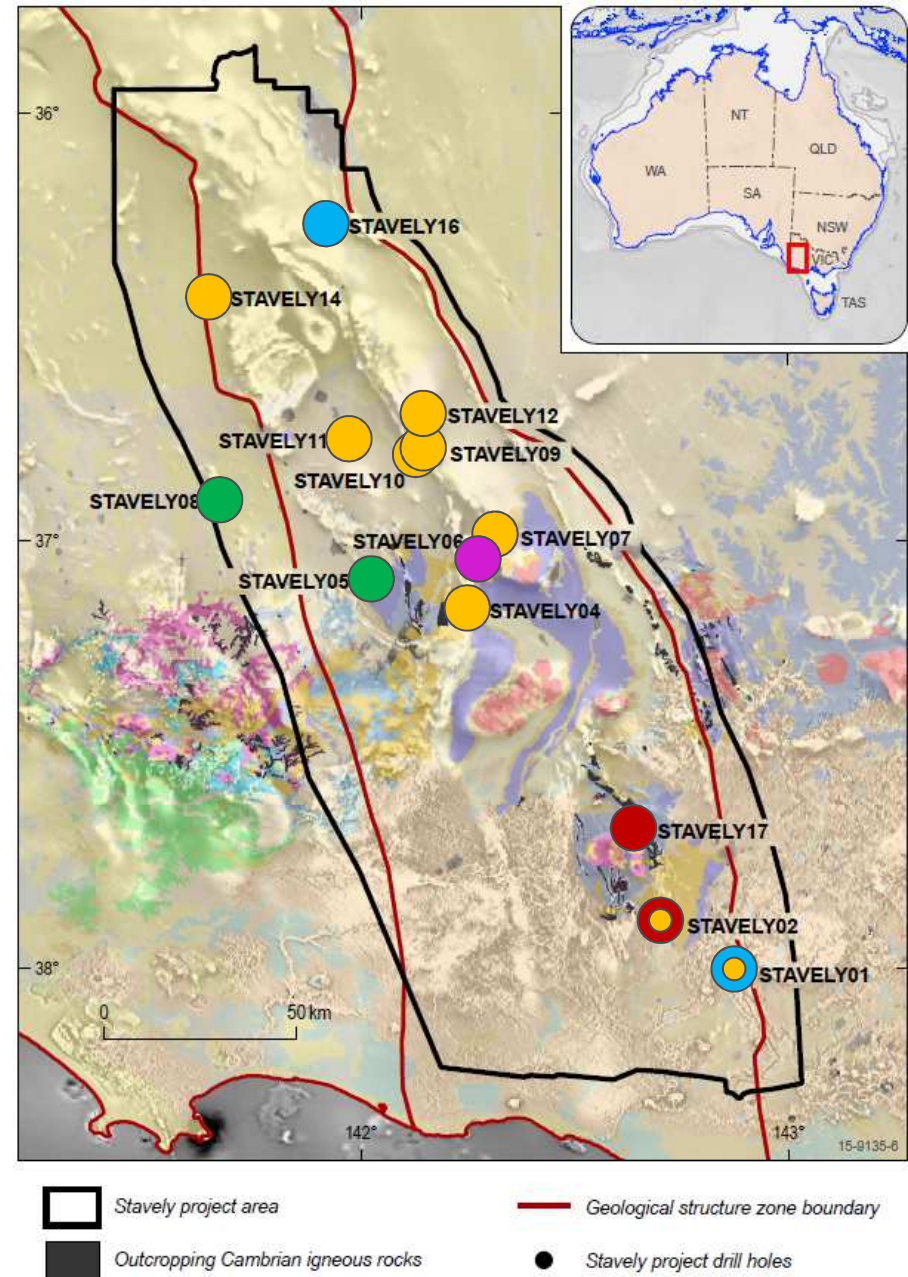 36°
NT
QLD
WA
SA
NSW
VIC
TAS
STAVELY16
STAVELY14
STAVELY12
STAVELY11
STAVELY09
STAVELY10
STAVELY08
37°
STAVELY06
STAVELY07
STAVELY05
STAVELY04
STAVELY17
STAVELY02
38°
STAVELY01
0 50 km
142°
143°
15-9135-6
Stavely project area
Geological structure zone boundary
Outcropping Cambrian igneous rocks
Stavely project drill holes